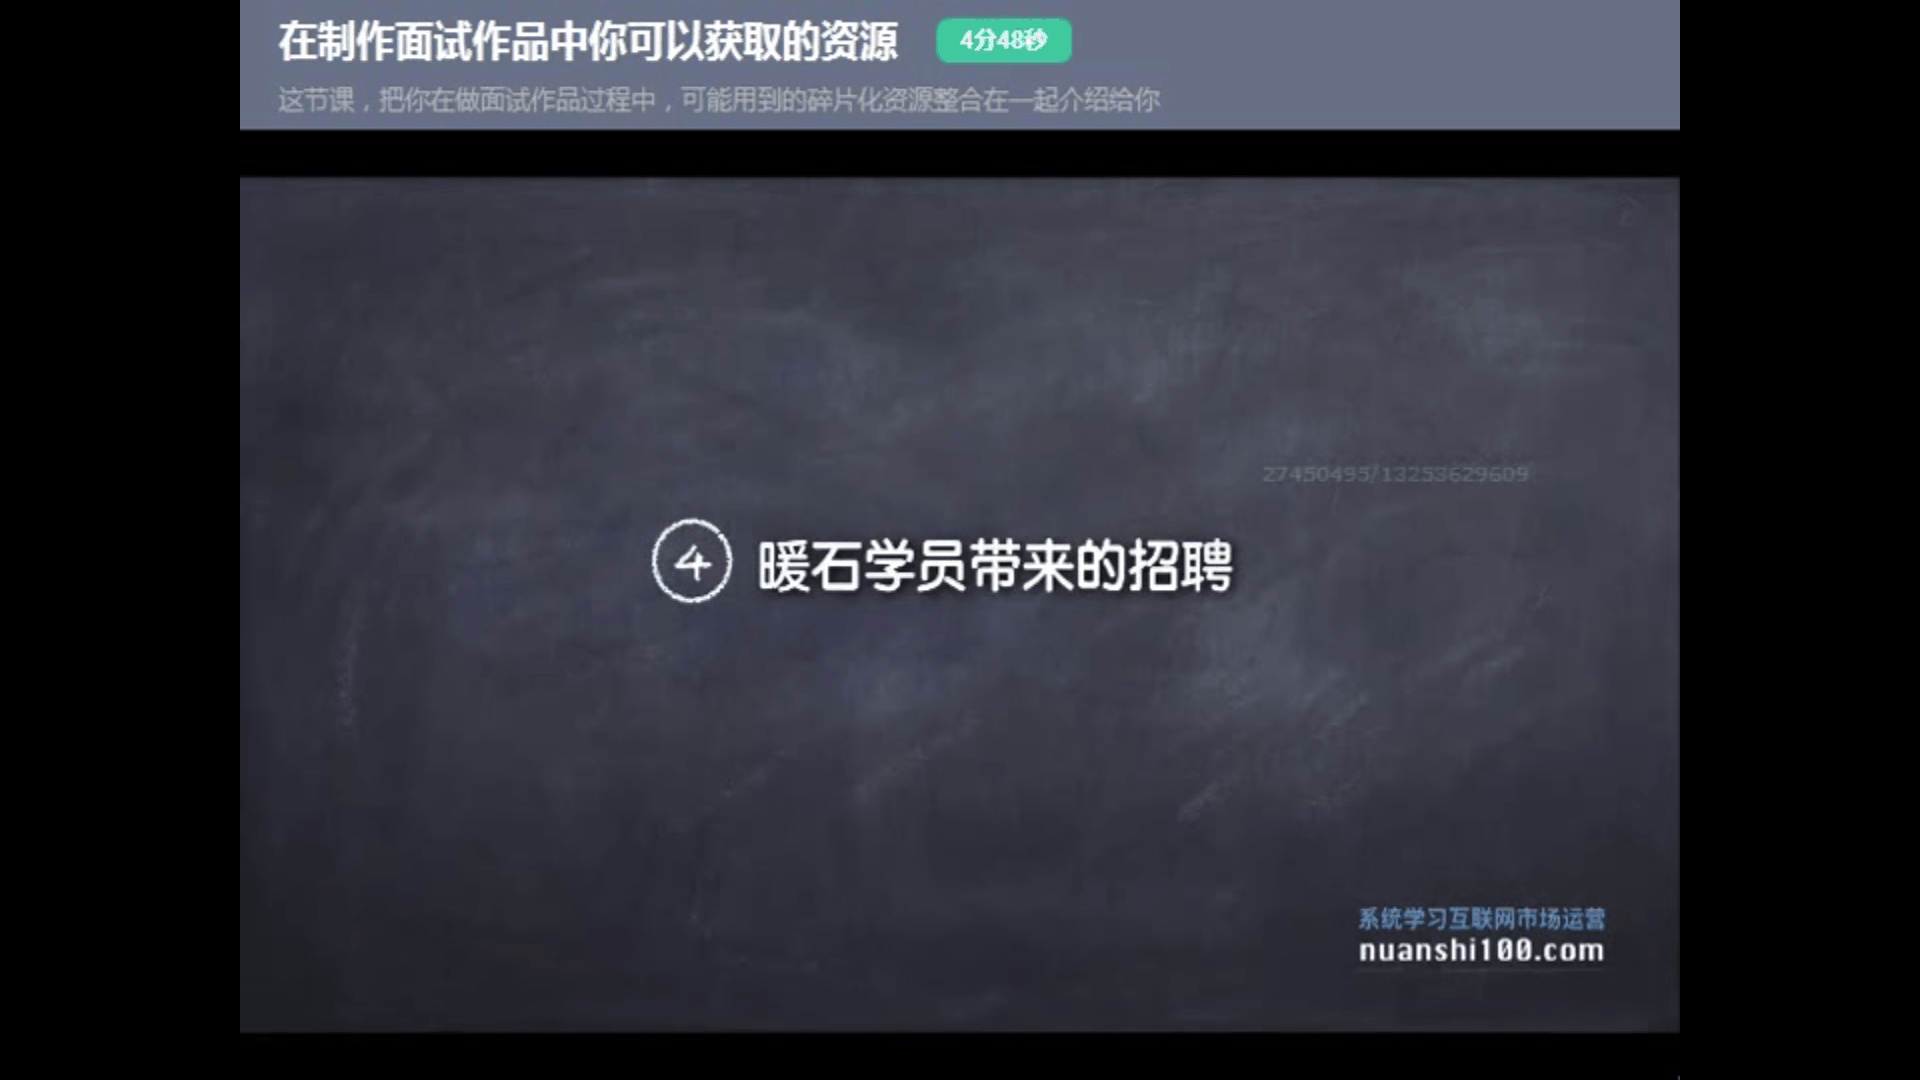 在制作面试作品中你可以获取的资源 4分48秒
这节课，把你在做面试作品过程中，可能用到的碎片化资源整合在一起介绍给你
27450495/13253629609
④ 暖石学员带来的招聘
系统学习互联网市场运营
nuanshi100.com